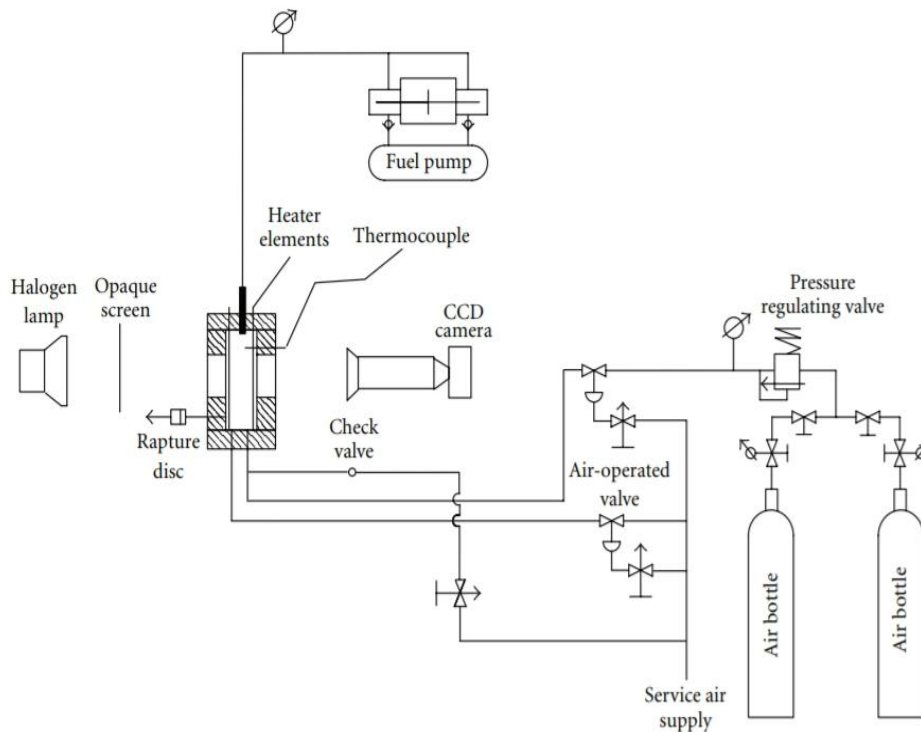 Fuel pump
Heater
elements
Thermocouple
Halogen
lamp
Opaque
screen
CCD
camera
Pressure
regulating valve
Rapture
disc
Check
valve
Air-operated
valve
Air bottle
Air bottle
Service air
supply